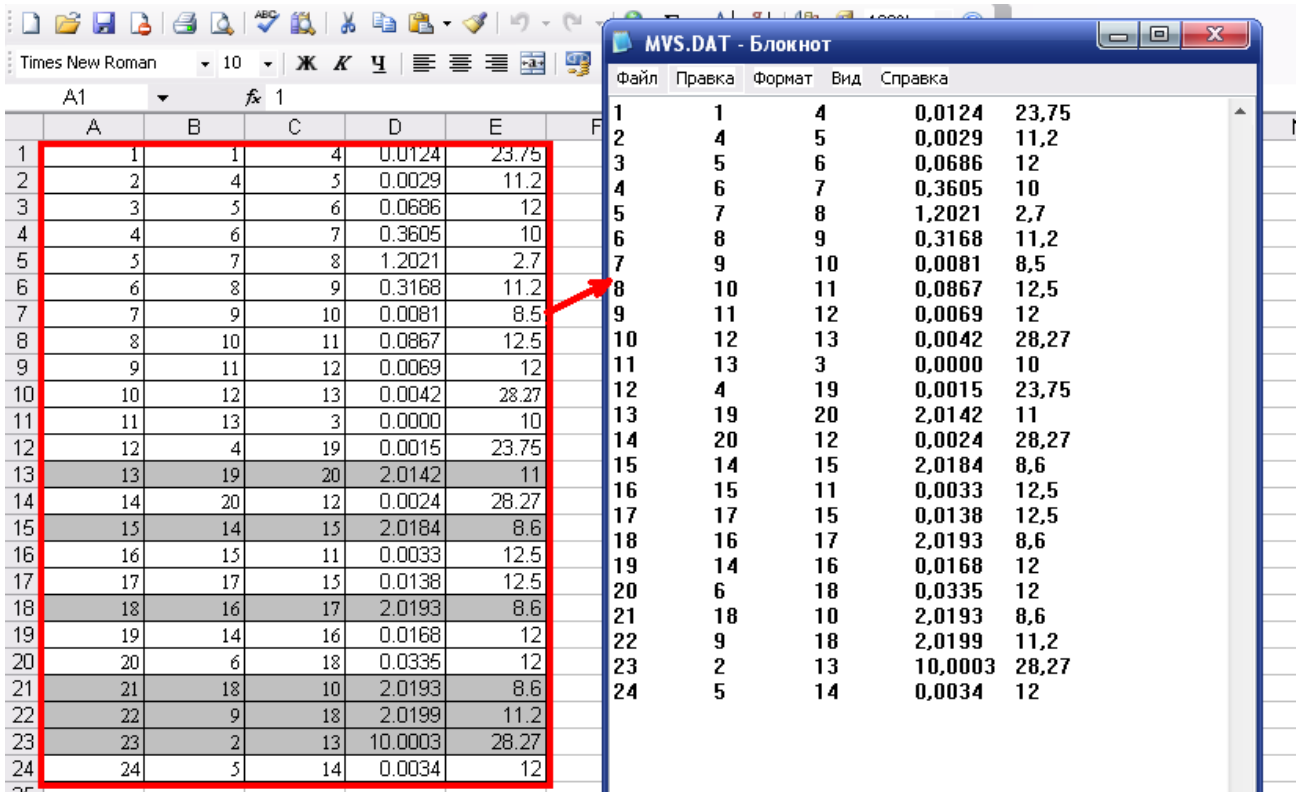 Times New Roman 10 Ж К Ч
A1 fx 1
A B C D E F
1 1 1 4 0.0124 23.75
2 2 4 5 0.0029 11.2
3 3 5 6 0.0686 12
4 4 6 7 0.3605 10
5 5 7 8 1.2021 2.7
6 6 8 9 0.3168 11.2
7 7 9 10 0.0081 8.5
8 8 10 11 0.0867 12.5
9 9 11 12 0.0069 12
10 10 12 13 0.0042 28.27
11 11 13 3 0.0000 10
12 12 4 19 0.0015 23.75
13 13 19 20 2.0142 11
14 14 20 12 0.0024 28.27
15 15 14 15 2.0184 8.6
16 16 15 11 0.0033 12.5
17 17 17 15 0.0138 12.5
18 18 16 17 2.0193 8.6
19 19 14 16 0.0168 12
20 20 6 18 0.0335 12
21 21 18 10 2.0193 8.6
22 22 9 18 2.0199 11.2
23 23 2 13 10.0003 28.27
24 24 5 14 0.0034 12
MVS.DAT - Блокнот
Файл Правка Формат Вид Справка
1 1 4 0,0124 23,75
2 4 5 0,0029 11,2
3 5 6 0,0686 12
4 6 7 0,3605 10
5 7 8 1,2021 2,7
6 8 9 0,3168 11,2
7 9 10 0,0081 8,5
8 10 11 0,0867 12,5
9 11 12 0,0069 12
10 12 13 0,0042 28,27
11 13 3 0,0000 10
12 4 19 0,0015 23,75
13 19 20 2,0142 11
14 20 12 0,0024 28,27
15 14 15 2,0184 8,6
16 15 11 0,0033 12,5
17 17 15 0,0138 12,5
18 16 17 2,0193 8,6
19 14 16 0,0168 12
20 6 18 0,0335 12
21 18 10 2,0193 8,6
22 9 18 2,0199 11,2
23 2 13 10,0003 28,27
24 5 14 0,0034 12